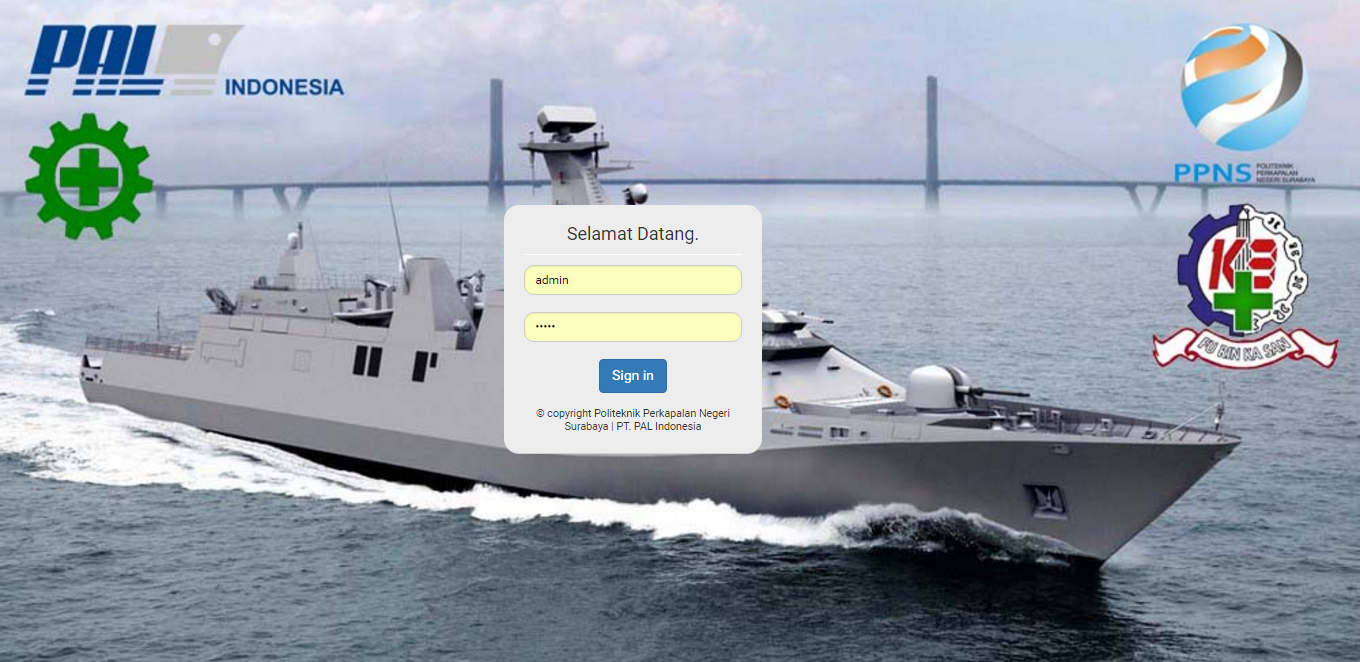 PAL
INDONESIA
PPNS
POLITEKNIK
PERKAPALAN
NEGERI SURABAYA
K3
FU RIN KA SAN
Selamat Datang.
admin
•••••
Sign in
© copyright Politeknik Perkapalan Negeri
Surabaya | PT. PAL Indonesia